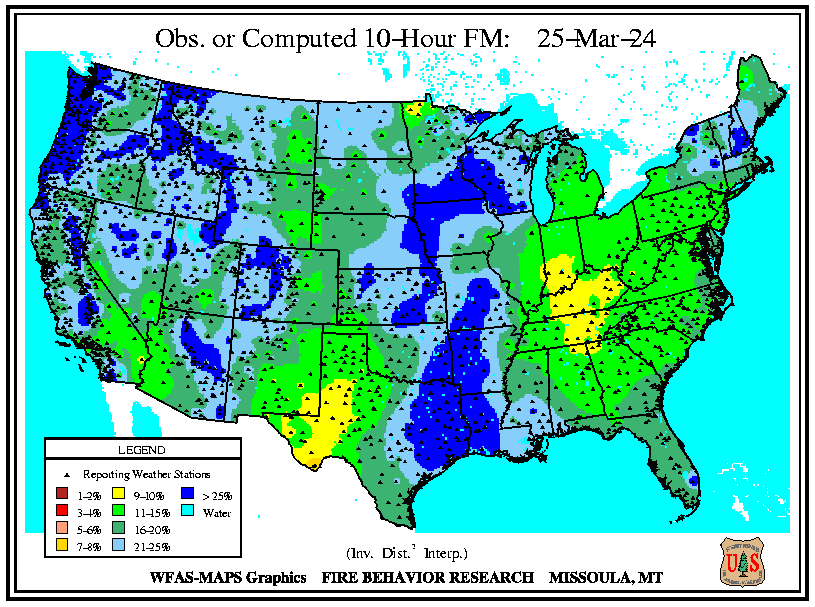 Obs. or Computed 10-Hour FM: 25-Mar-24
LEGEND
Reporting Weather Stations
1-2% 9-10% > 25%
3-4% 11-15% Water
5-6% 16-20%
7-8% 21-25%
(Inv. Dist.² Interp.)
WFAS-MAPS Graphics FIRE BEHAVIOR RESEARCH MISSOULA, MT
U S